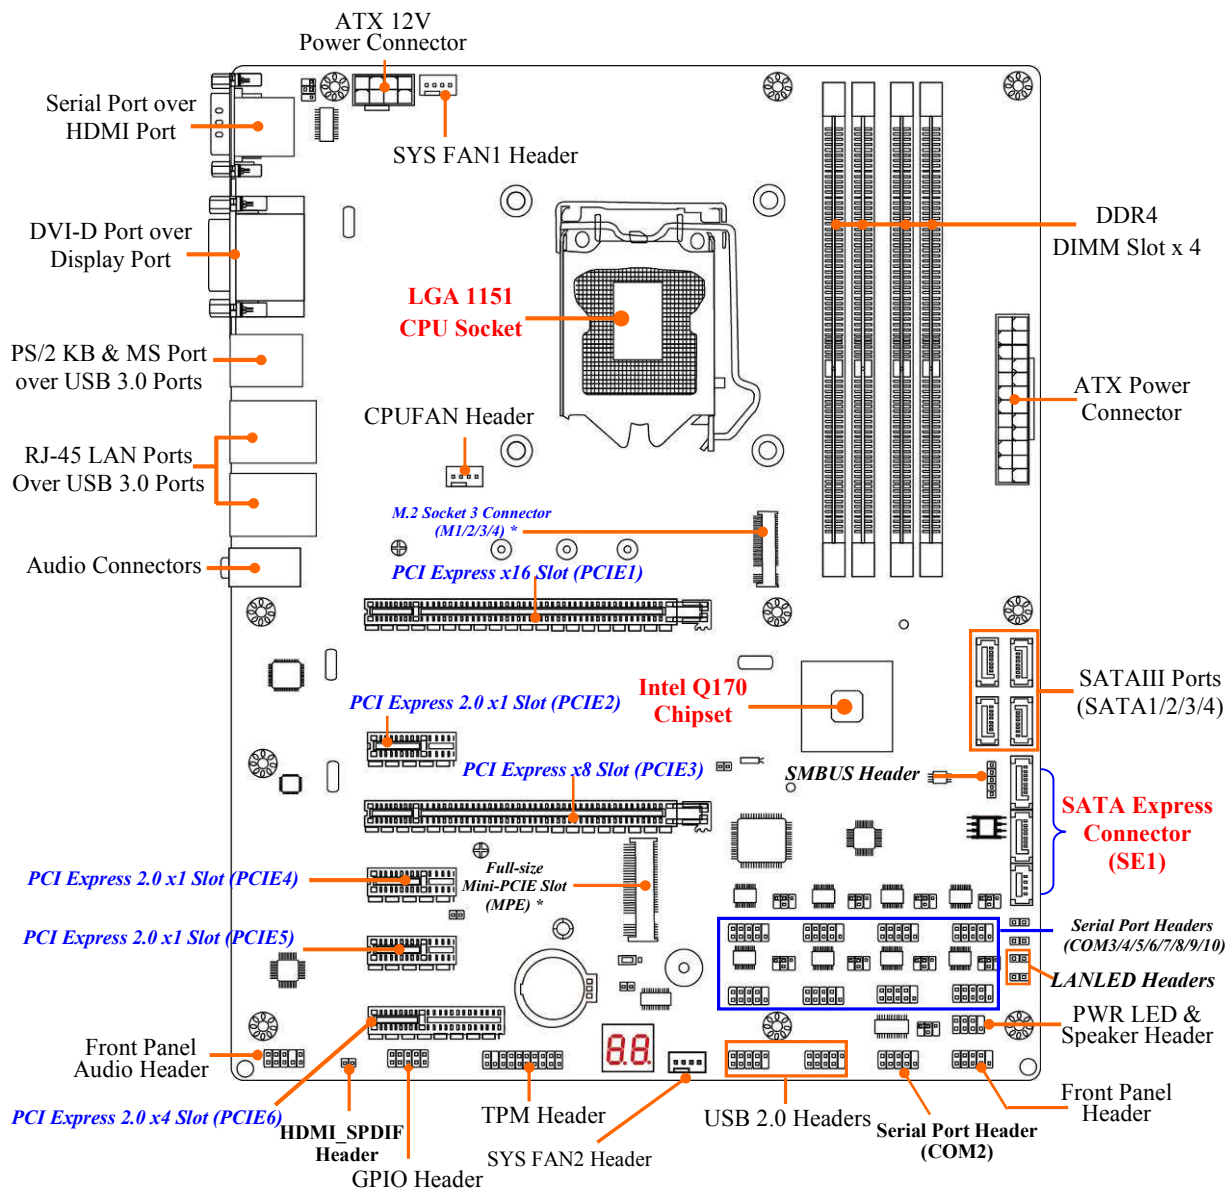 ATX 12V
Power Connector
Serial Port over
HDMI Port
SYS FAN1 Header
DVI-D Port over
Display Port
DDR4
DIMM Slot x 4
LGA 1151
CPU Socket
PS/2 KB & MS Port
over USB 3.0 Ports
ATX Power
Connector
CPUFAN Header
RJ-45 LAN Ports
Over USB 3.0 Ports
M.2 Socket 3 Connector
(M1/2/3/4) *
Audio Connectors
PCI Express x16 Slot (PCIE1)
Intel Q170
Chipset
SATAIII Ports
(SATA1/2/3/4)
PCI Express 2.0 x1 Slot (PCIE2)
PCI Express x8 Slot (PCIE3)
SMBUS Header
SATA Express
Connector
(SE1)
PCI Express 2.0 x1 Slot (PCIE4)
Full-size
Mini-PCIE Slot
(MPE) *
PCI Express 2.0 x1 Slot (PCIE5)
Serial Port Headers
(COM3/4/5/6/7/8/9/10)
LANLED Headers
PWR LED &
Speaker Header
8.8.
Front Panel
Audio Header
PCI Express 2.0 x4 Slot (PCIE6)
HDMI_SPDIF
Header
GPIO Header
TPM Header
SYS FAN2 Header
USB 2.0 Headers
Serial Port Header
(COM2)
Front Panel
Header